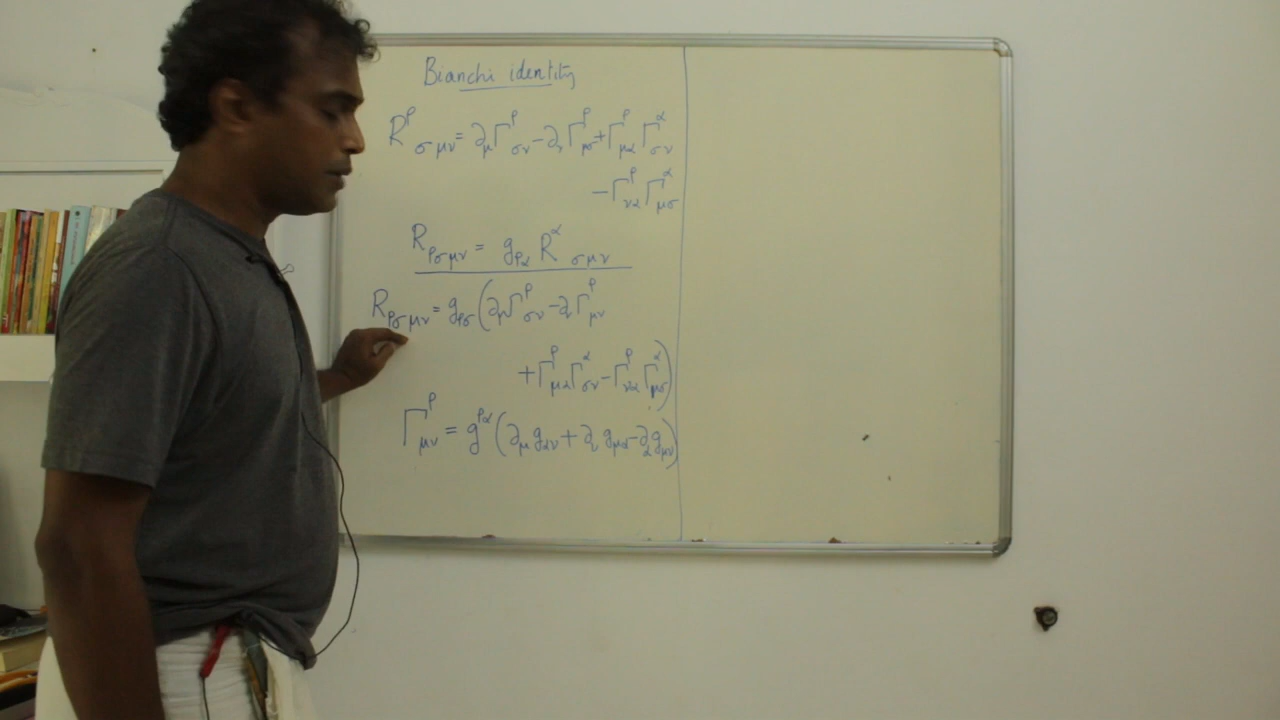 Bianchi identity
R^ρ_σμν = ∂_μ Γ^ρ_σν − ∂_ν Γ^ρ_μσ + Γ^ρ_μα Γ^α_σν
− Γ^ρ_να Γ^α_μσ
R_ρσμν = g_ρα R^α_σμν
R_ρσμν = g_ρσ (∂_μ Γ^ρ_σν − ∂_ν Γ^ρ_μν
+ Γ^ρ_μα Γ^α_σν − Γ^ρ_να Γ^α_μσ)
Γ^ρ_μν = g^ρα (∂_μ g_αν + ∂_ν g_μα − ∂_α g_μν)